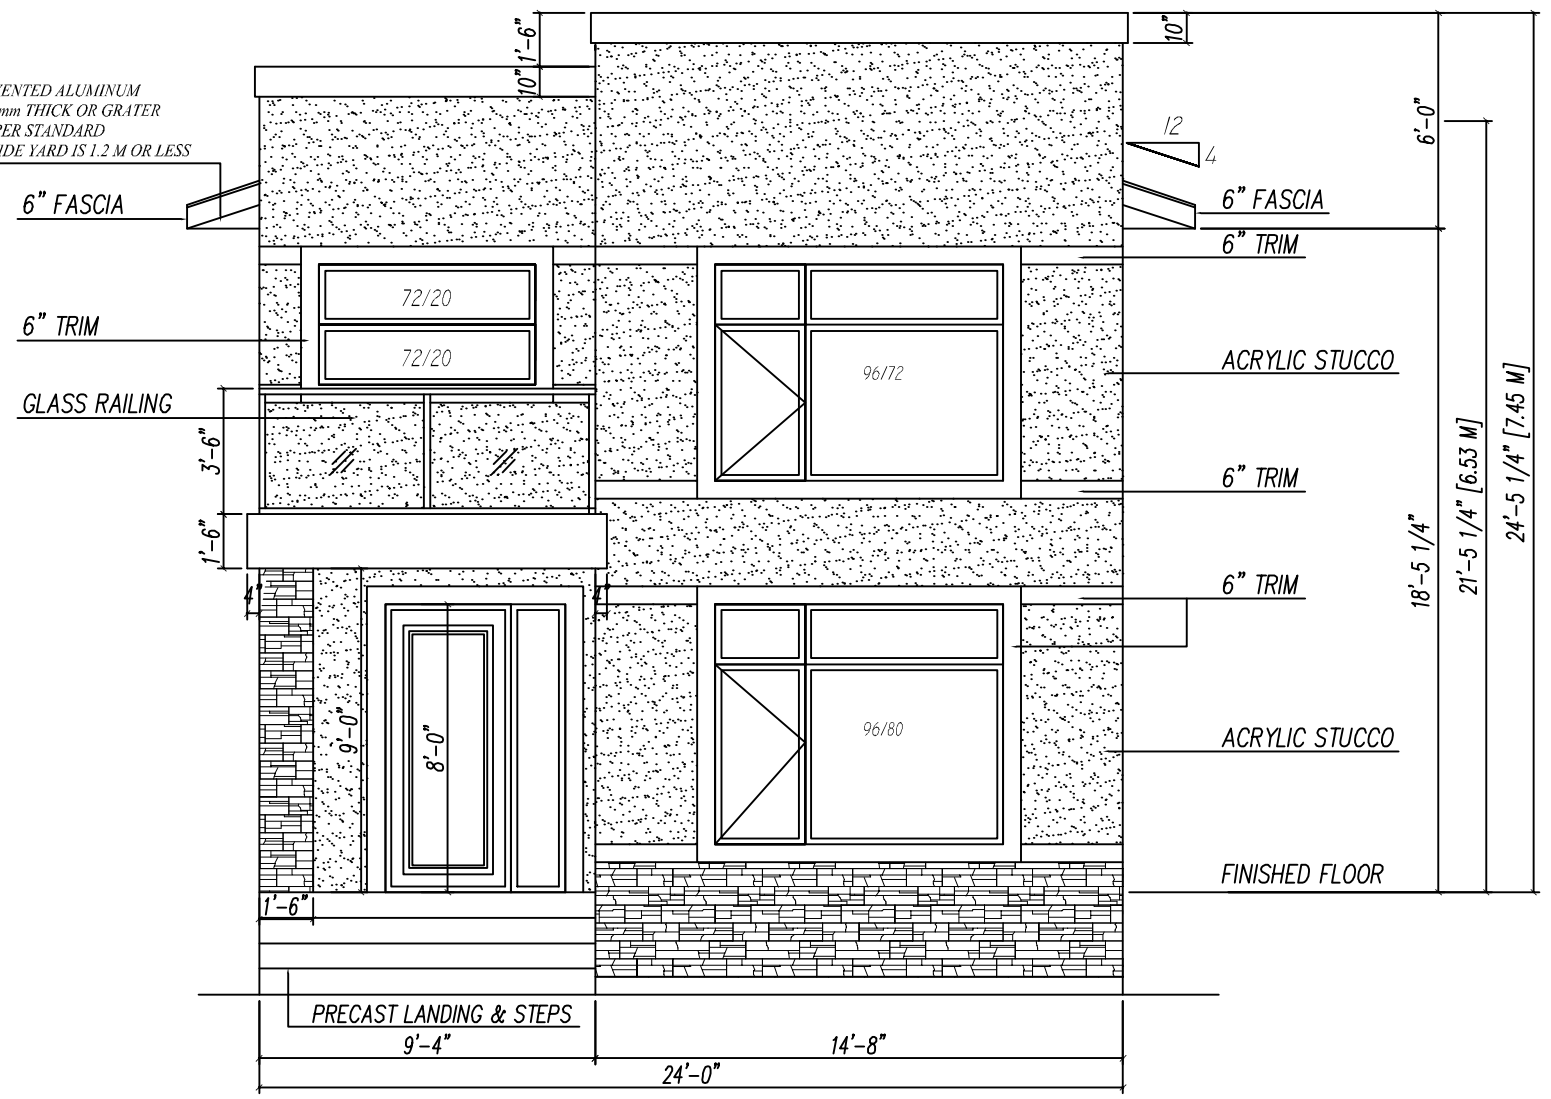 1'-6"
10"
10"
ENTED ALUMINUM
mm THICK OR GRATER
PER STANDARD
IDE YARD IS 1.2 M OR LESS
12
4
6'-0"
6" FASCIA
6" FASCIA
6" TRIM
72/20
6" TRIM
72/20
96/72
ACRYLIC STUCCO
GLASS RAILING
3'-6"
6" TRIM
24'-5 1/4" [7.45 M]
21'-5 1/4" [6.53 M]
18'-5 1/4"
1'-6"
4"
4"
6" TRIM
9'-0"
8'-0"
96/80
ACRYLIC STUCCO
FINISHED FLOOR
1'-6"
PRECAST LANDING & STEPS
9'-4"
14'-8"
24'-0"